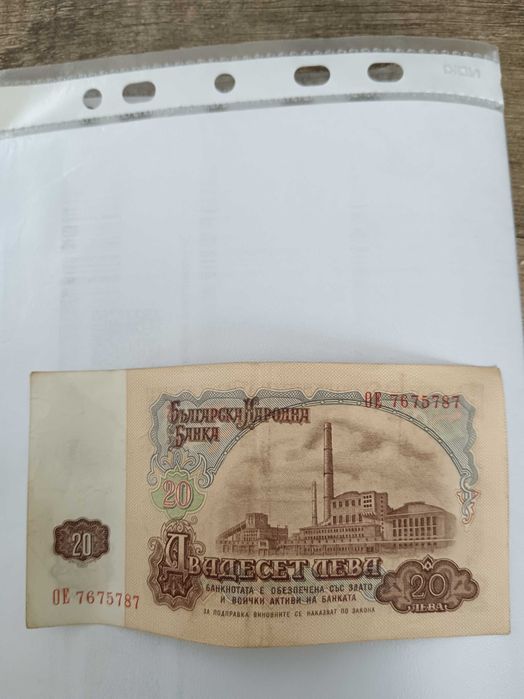 Българска Народна
Банка
ОЕ 7675787
20
20
ОЕ 7675787
Двадесет лева
БАНКНОТАТА Е ОБЕЗПЕЧЕНА СЪС ЗЛАТО
И ВСИЧКИ АКТИВИ НА БАНКАТА
ЗА ПОДПРАВКА ВИНОВНИТЕ СЕ НАКАЗВАТ ПО ЗАКОНА
20
ЛЕВА